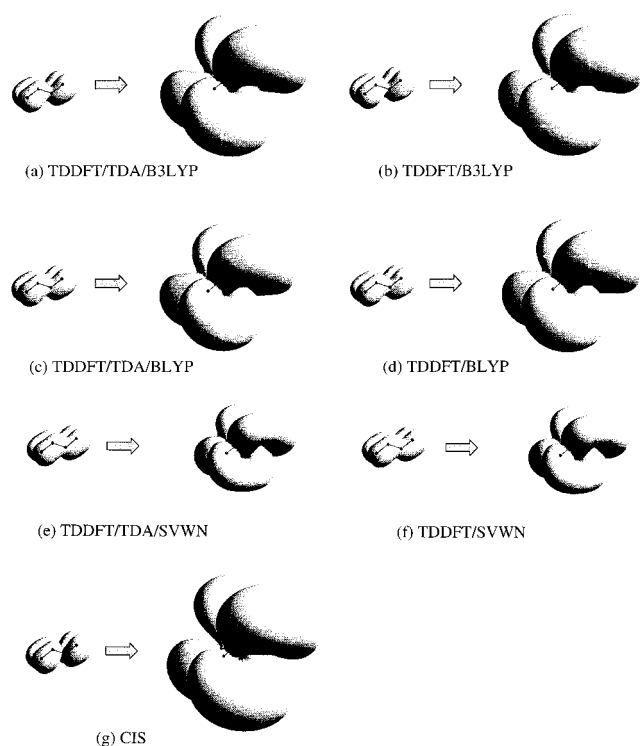 (a) TDDFT/TDA/B3LYP
(b) TDDFT/B3LYP
(c) TDDFT/TDA/BLYP
(d) TDDFT/BLYP
(e) TDDFT/TDA/SVWN
(f) TDDFT/SVWN
(g) CIS